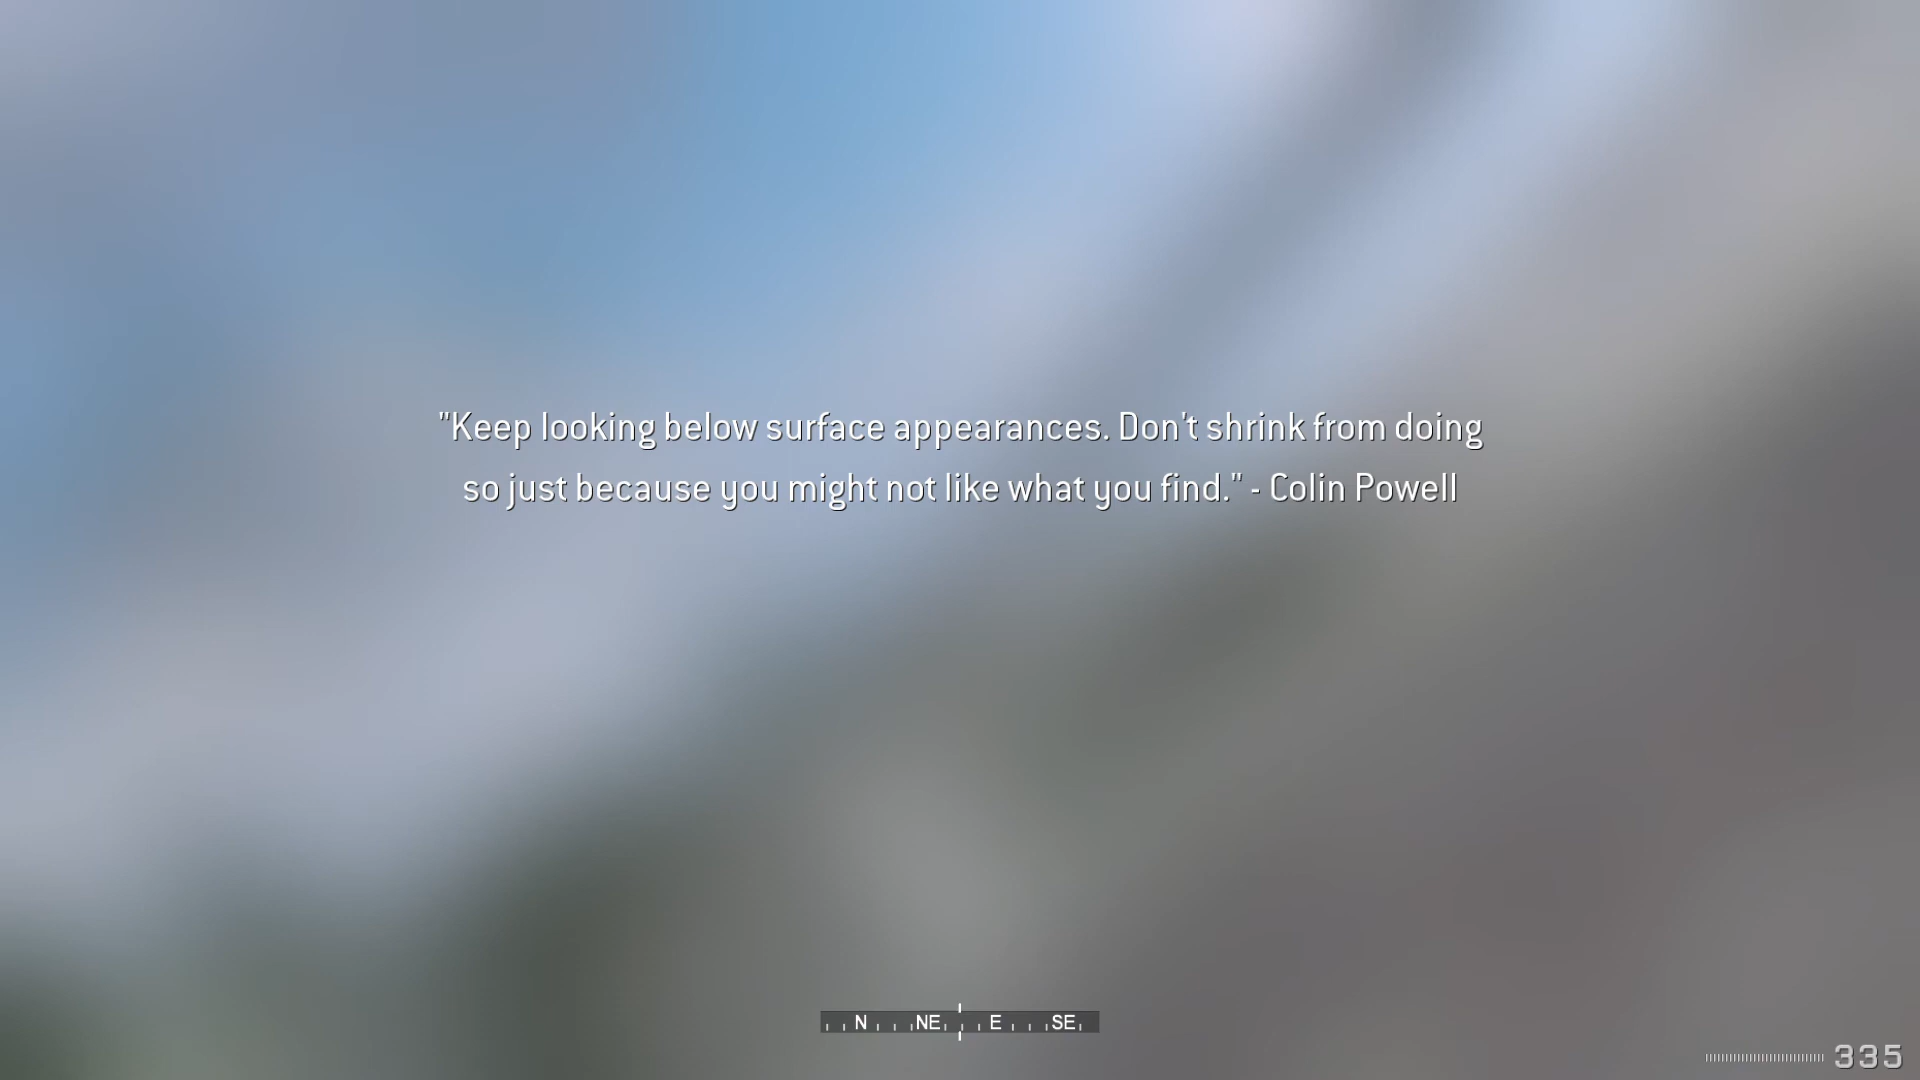 "Keep looking below surface appearances. Don't shrink from doing
so just because you might not like what you find." - Colin Powell
N NE E SE
335